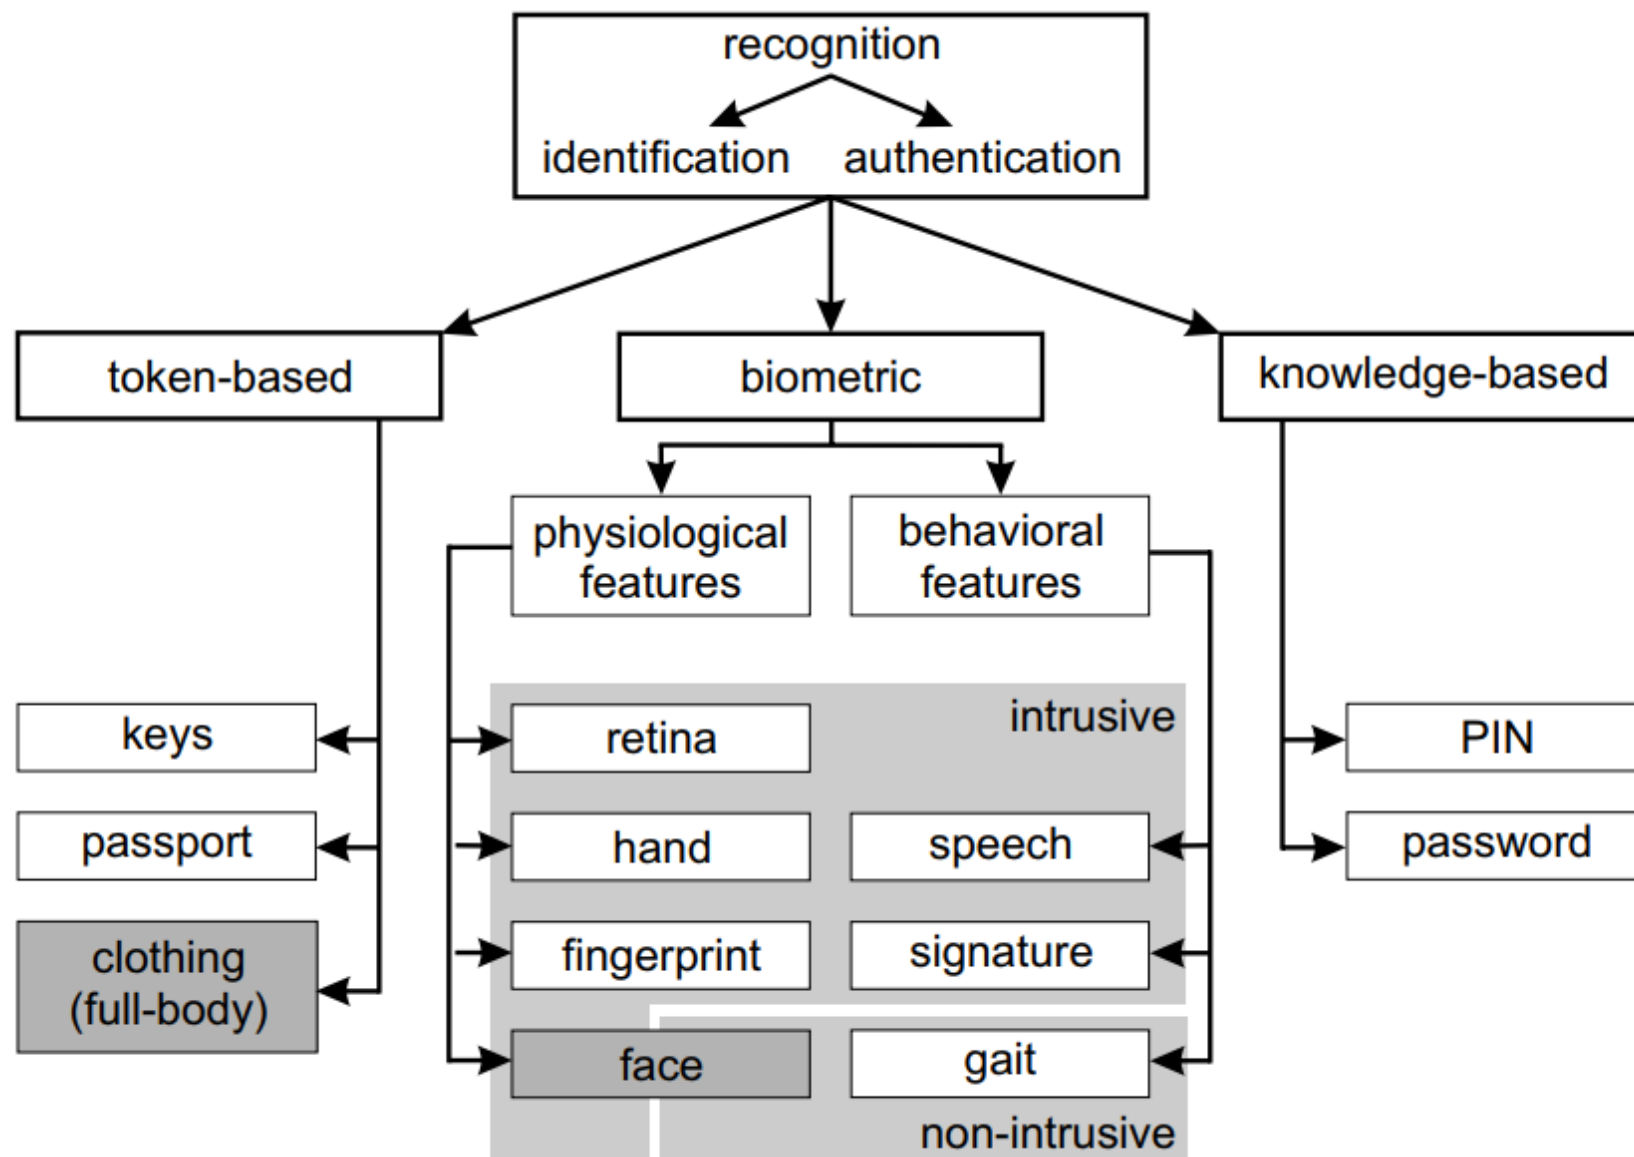 recognition
identification authentication
token-based
biometric
knowledge-based
physiological
features
behavioral
features
intrusive
keys
retina
PIN
passport
hand
speech
password
clothing
(full-body)
fingerprint
signature
face
gait
non-intrusive